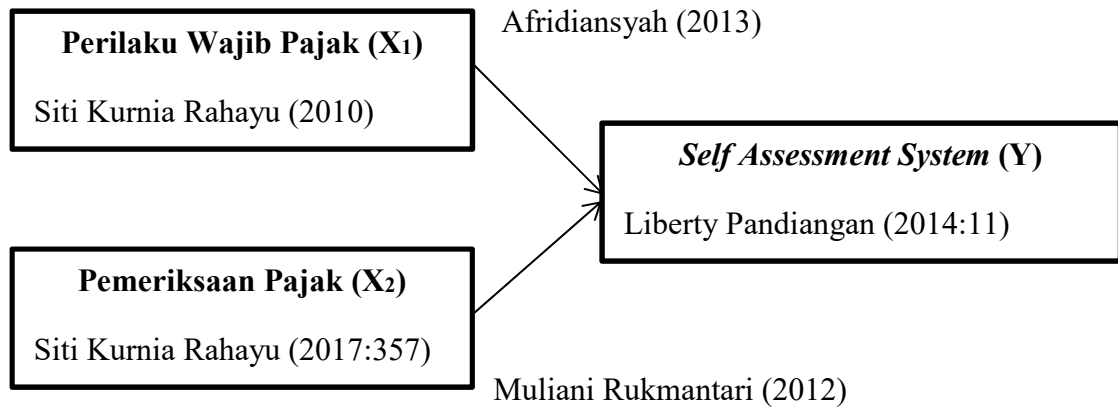 Afridiansyah (2013)
Perilaku Wajib Pajak (X₁)
Siti Kurnia Rahayu (2010)
Self Assessment System (Y)
Liberty Pandiangan (2014:11)
Pemeriksaan Pajak (X₂)
Siti Kurnia Rahayu (2017:357)
Muliani Rukmantari (2012)